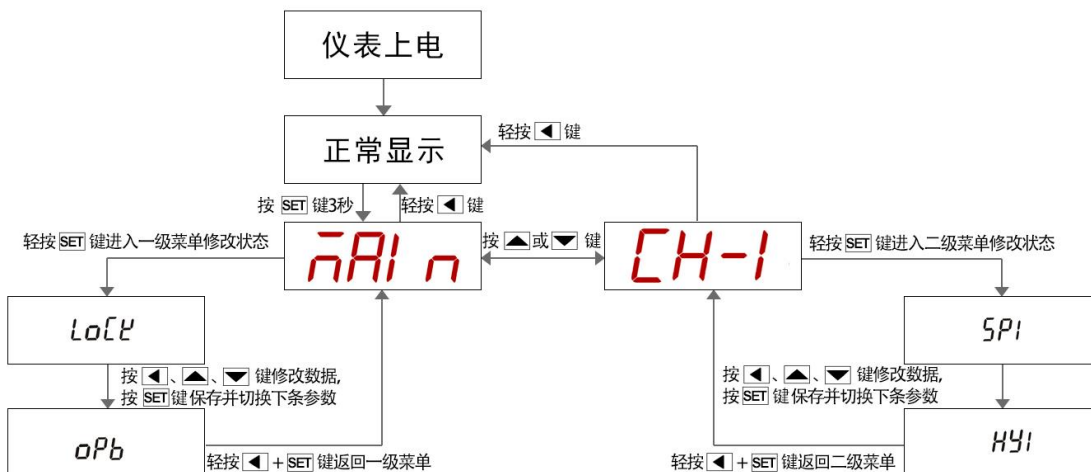 仪表上电
正常显示
轻按 ◀ 键
按 SET 键3秒
轻按 ◀ 键
轻按 SET 键进入一级菜单修改状态
MAIn
按 ▲ 或 ▼ 键
CH-1
轻按 SET 键进入二级菜单修改状态
LoCK
SP1
按 ◀、▲、▼ 键修改数据,
按 SET 键保存并切换下条参数
按 ◀、▲、▼ 键修改数据,
按 SET 键保存并切换下条参数
oPb
轻按 ◀ + SET 键返回一级菜单
轻按 ◀ + SET 键返回二级菜单
HY1